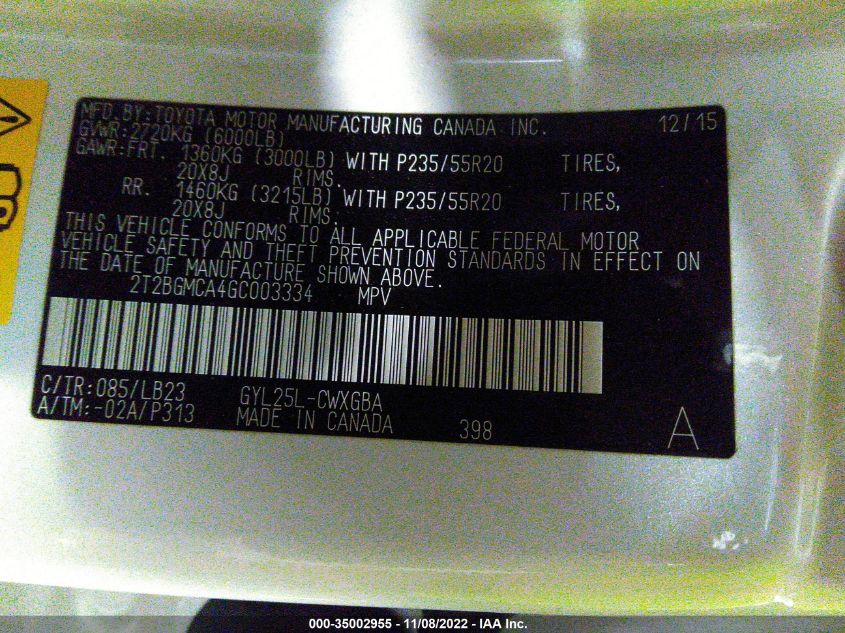 MFD.BY:TOYOTA MOTOR MANUFACTURING CANADA INC. 12/15
GVWR:2720KG (6000LB)
GAWR:FRT. 1360KG (3000LB) WITH P235/55R20 TIRES,
20X8J RIMS.
RR. 1460KG (3215LB) WITH P235/55R20 TIRES,
20X8J RIMS.
THIS VEHICLE CONFORMS TO ALL APPLICABLE FEDERAL MOTOR
VEHICLE SAFETY AND THEFT PREVENTION STANDARDS IN EFFECT ON
THE DATE OF MANUFACTURE SHOWN ABOVE.
2T2BGMCA4GC003334 MPV
C/TR:085/LB23 GYL25L-CWXGBA
A/TM:-02A/P313 MADE IN CANADA 398 A
000-35002955 - 11/08/2022 - IAA Inc.